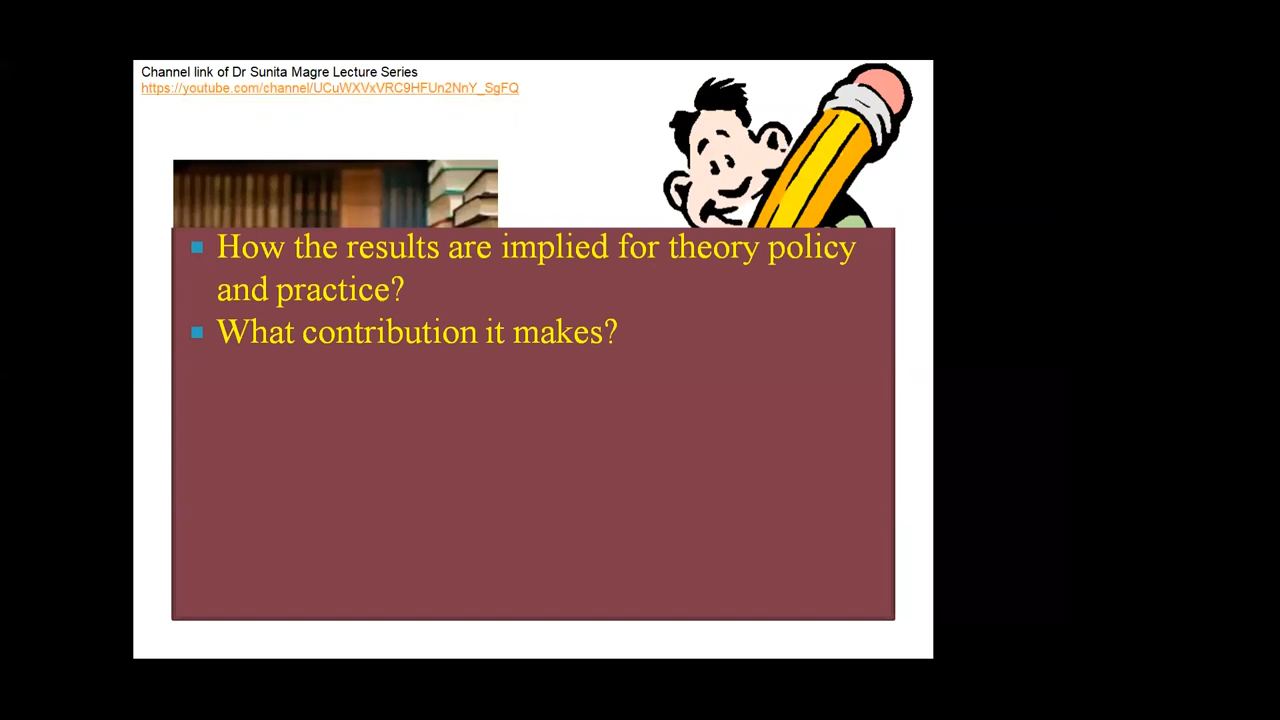 Channel link of Dr Sunita Magre Lecture Series
https://youtube.com/channel/UCuWXVxVRC9HFUn2NnY_SgFQ
How the results are implied for theory policy
and practice?
What contribution it makes?